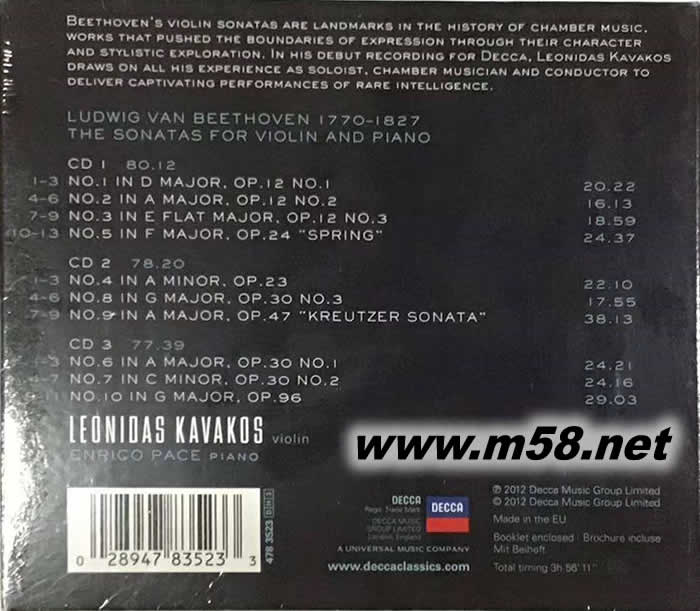 BEETHOVEN'S VIOLIN SONATAS ARE LANDMARKS IN THE HISTORY OF CHAMBER MUSIC,
WORKS THAT PUSHED THE BOUNDARIES OF EXPRESSION THROUGH THEIR CHARACTER
AND STYLISTIC EXPLORATION. IN HIS DEBUT RECORDING FOR DECCA, LEONIDAS KAVAKOS
DRAWS ON ALL HIS EXPERIENCE AS SOLOIST, CHAMBER MUSICIAN AND CONDUCTOR TO
DELIVER CAPTIVATING PERFORMANCES OF RARE INTELLIGENCE.
LUDWIG VAN BEETHOVEN 1770–1827
THE SONATAS FOR VIOLIN AND PIANO
CD 1 80.12
1–3 NO.1 IN D MAJOR, OP.12 NO.1 20.22
4–6 NO.2 IN A MAJOR, OP.12 NO.2 16.13
7–9 NO.3 IN E FLAT MAJOR, OP.12 NO.3 18.59
10–13 NO.5 IN F MAJOR, OP.24 "SPRING" 24.37
CD 2 78.20
1–3 NO.4 IN A MINOR, OP.23 22.10
4–6 NO.8 IN G MAJOR, OP.30 NO.3 17.55
7–9 NO.9 IN A MAJOR, OP.47 "KREUTZER SONATA" 38.13
CD 3 77.39
–3 NO.6 IN A MAJOR, OP.30 NO.1 24.21
–7 NO.7 IN C MINOR, OP.30 NO.2 24.16
NO.10 IN G MAJOR, OP.96 29.03
LEONIDAS KAVAKOS violin
ENRICO PACE PIANO
www.m58.net
0 28947 83523 3
478 3523 DH3
DECCA
Regis. Trade Mark
DECCA MUSIC
GROUP LIMITED
London, England
DECCA
A UNIVERSAL MUSIC COMPANY
www.deccaclassics.com
℗ 2012 Decca Music Group Limited
© 2012 Decca Music Group Limited
Made in the EU
Booklet enclosed · Brochure incluse
Mit Beiheft
Total timing 3h 56'11"